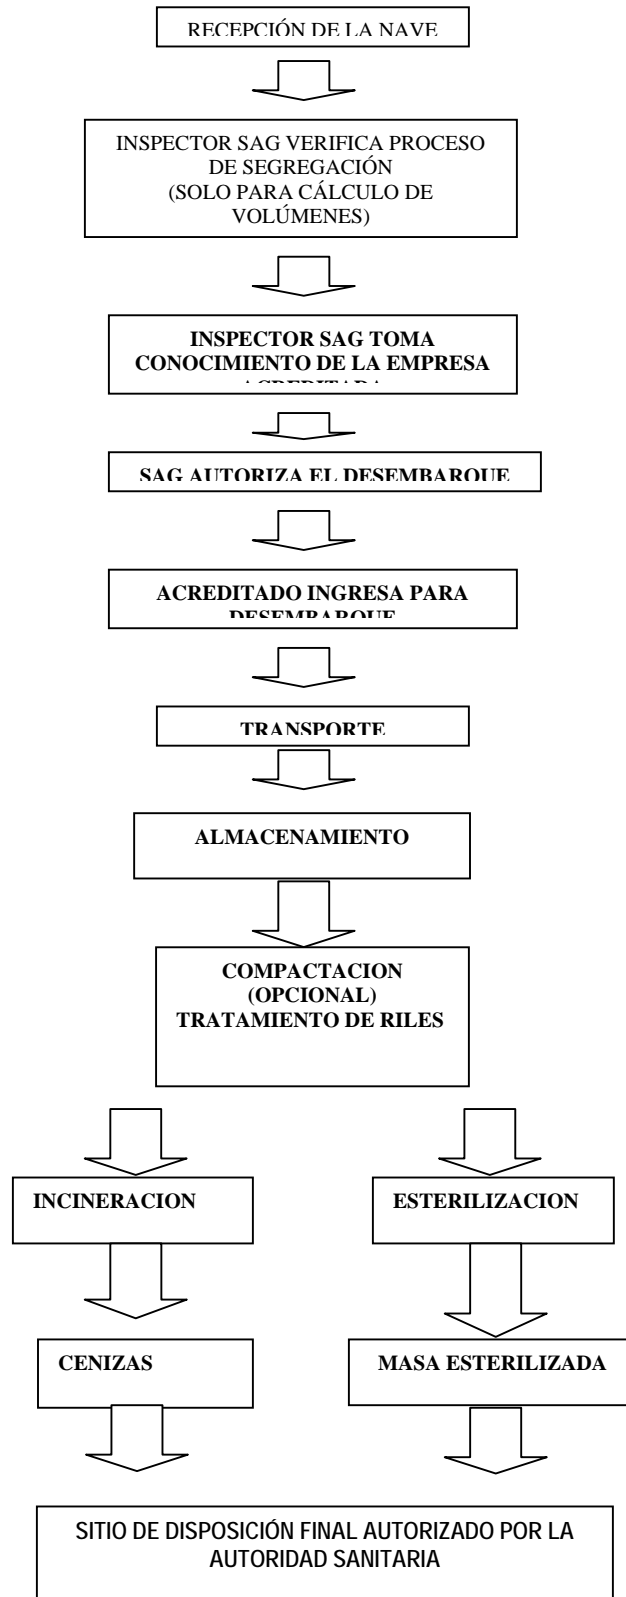 RECEPCIÓN DE LA NAVE
INSPECTOR SAG VERIFICA PROCESO
DE SEGREGACIÓN
(SOLO PARA CÁLCULO DE
VOLÚMENES)
INSPECTOR SAG TOMA
CONOCIMIENTO DE LA EMPRESA
ACREDITADA
SAG AUTORIZA EL DESEMBARQUE
ACREDITADO INGRESA PARA
DESEMBARQUE
TRANSPORTE
ALMACENAMIENTO
COMPACTACION
(OPCIONAL)
TRATAMIENTO DE RILES
INCINERACION
ESTERILIZACION
CENIZAS
MASA ESTERILIZADA
SITIO DE DISPOSICIÓN FINAL AUTORIZADO POR LA
AUTORIDAD SANITARIA